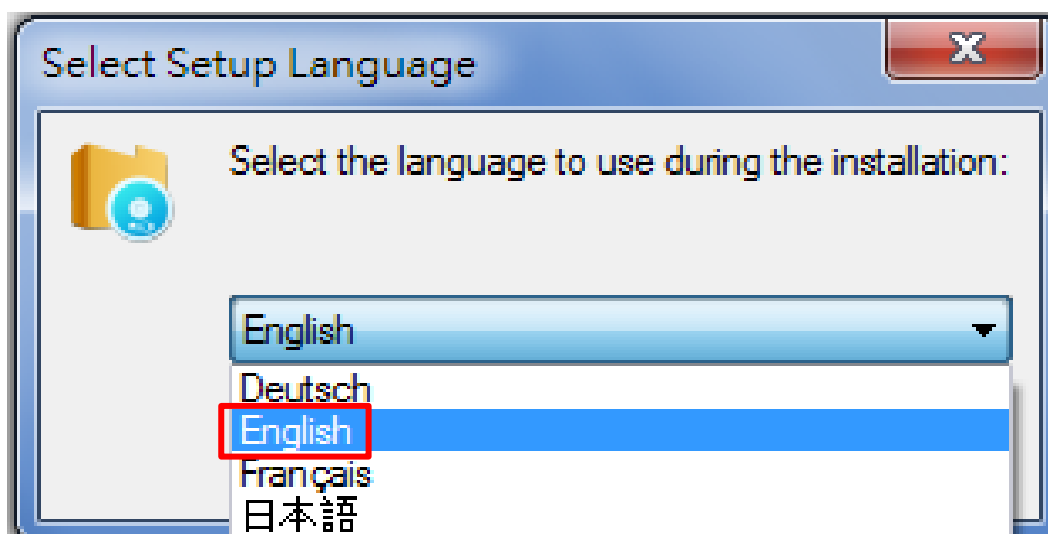 Select Setup Language
Select the language to use during the installation:
English
Deutsch
English
Français
日本語